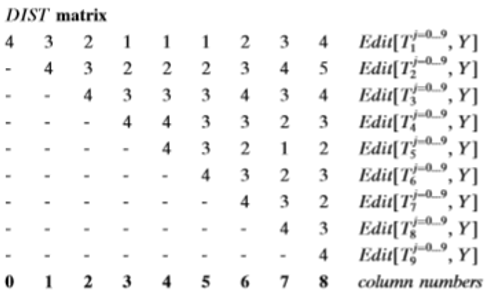 DIST matrix
4 3 2 1 1 1 2 3 4 Edit[T_1^{j=0...9}, Y]
- 4 3 2 2 2 3 4 5 Edit[T_2^{j=0...9}, Y]
- - 4 3 3 3 4 3 4 Edit[T_3^{j=0...9}, Y]
- - - 4 4 3 3 2 3 Edit[T_4^{j=0...9}, Y]
- - - - 4 3 2 1 2 Edit[T_5^{j=0...9}, Y]
- - - - - 4 3 2 3 Edit[T_6^{j=0...9}, Y]
- - - - - - 4 3 2 Edit[T_7^{j=0...9}, Y]
- - - - - - - 4 3 Edit[T_8^{j=0...9}, Y]
- - - - - - - - 4 Edit[T_9^{j=0...9}, Y]
0 1 2 3 4 5 6 7 8 column numbers